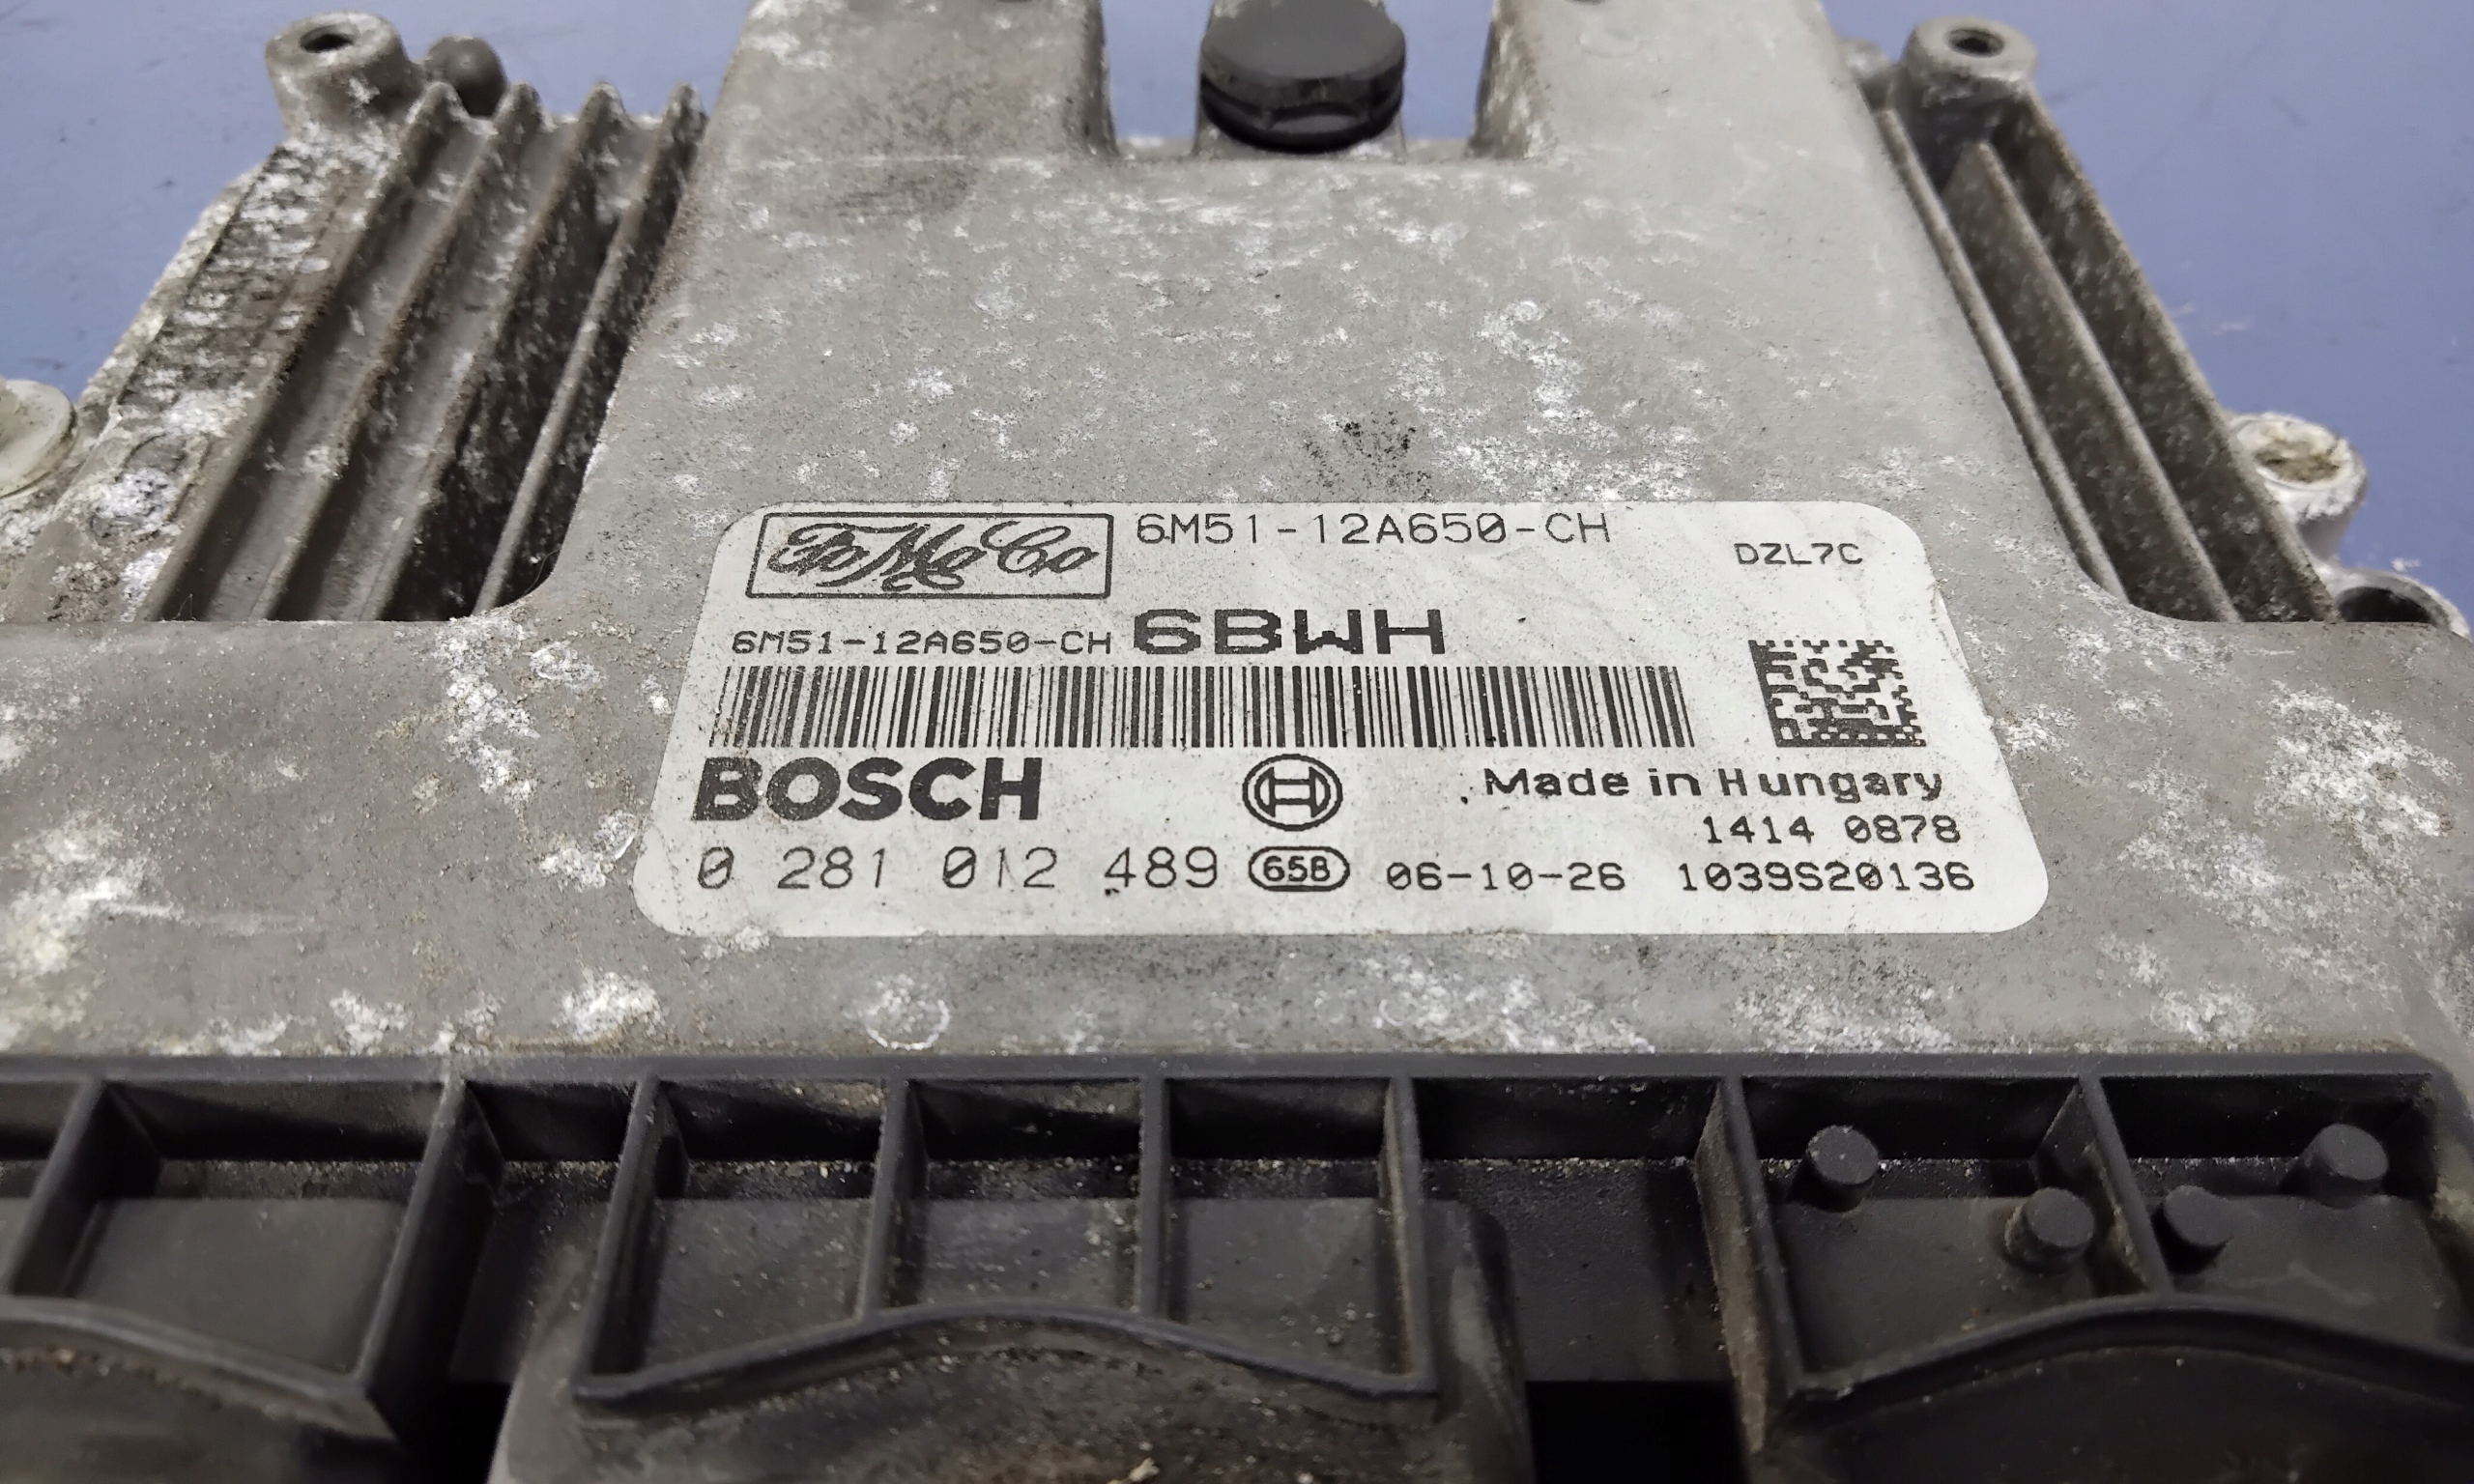 FoMoCo 6M51-12A650-CH
DZL7C
6M51-12A650-CH 6BWH
BOSCH H Made in Hungary
1414 0878
0 281 012 489 65B 06-10-26 1039S20136